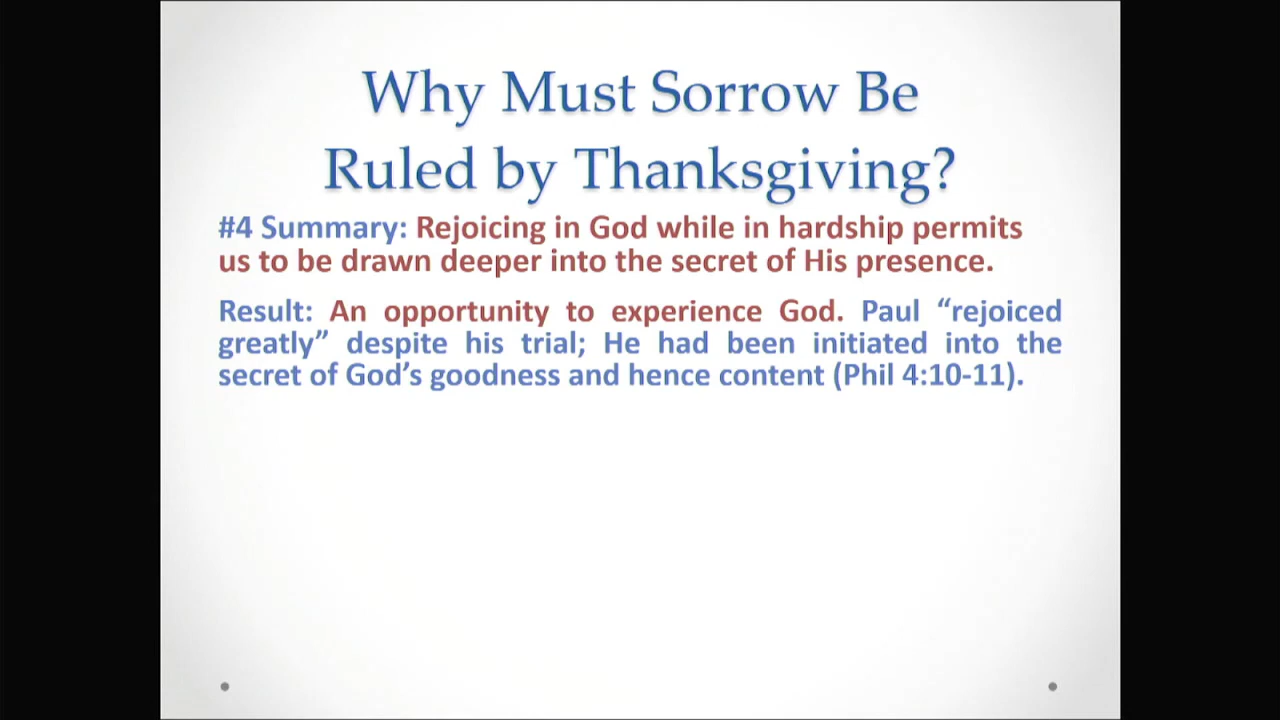 Why Must Sorrow Be
Ruled by Thanksgiving?
#4 Summary: Rejoicing in God while in hardship permits
us to be drawn deeper into the secret of His presence.
Result: An opportunity to experience God. Paul “rejoiced
greatly” despite his trial; He had been initiated into the
secret of God’s goodness and hence content (Phil 4:10-11).